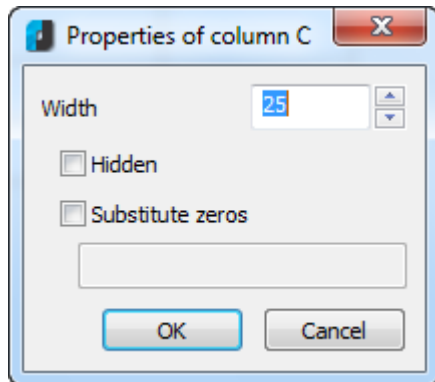 Properties of column C
Width 25
Hidden
Substitute zeros
OK Cancel